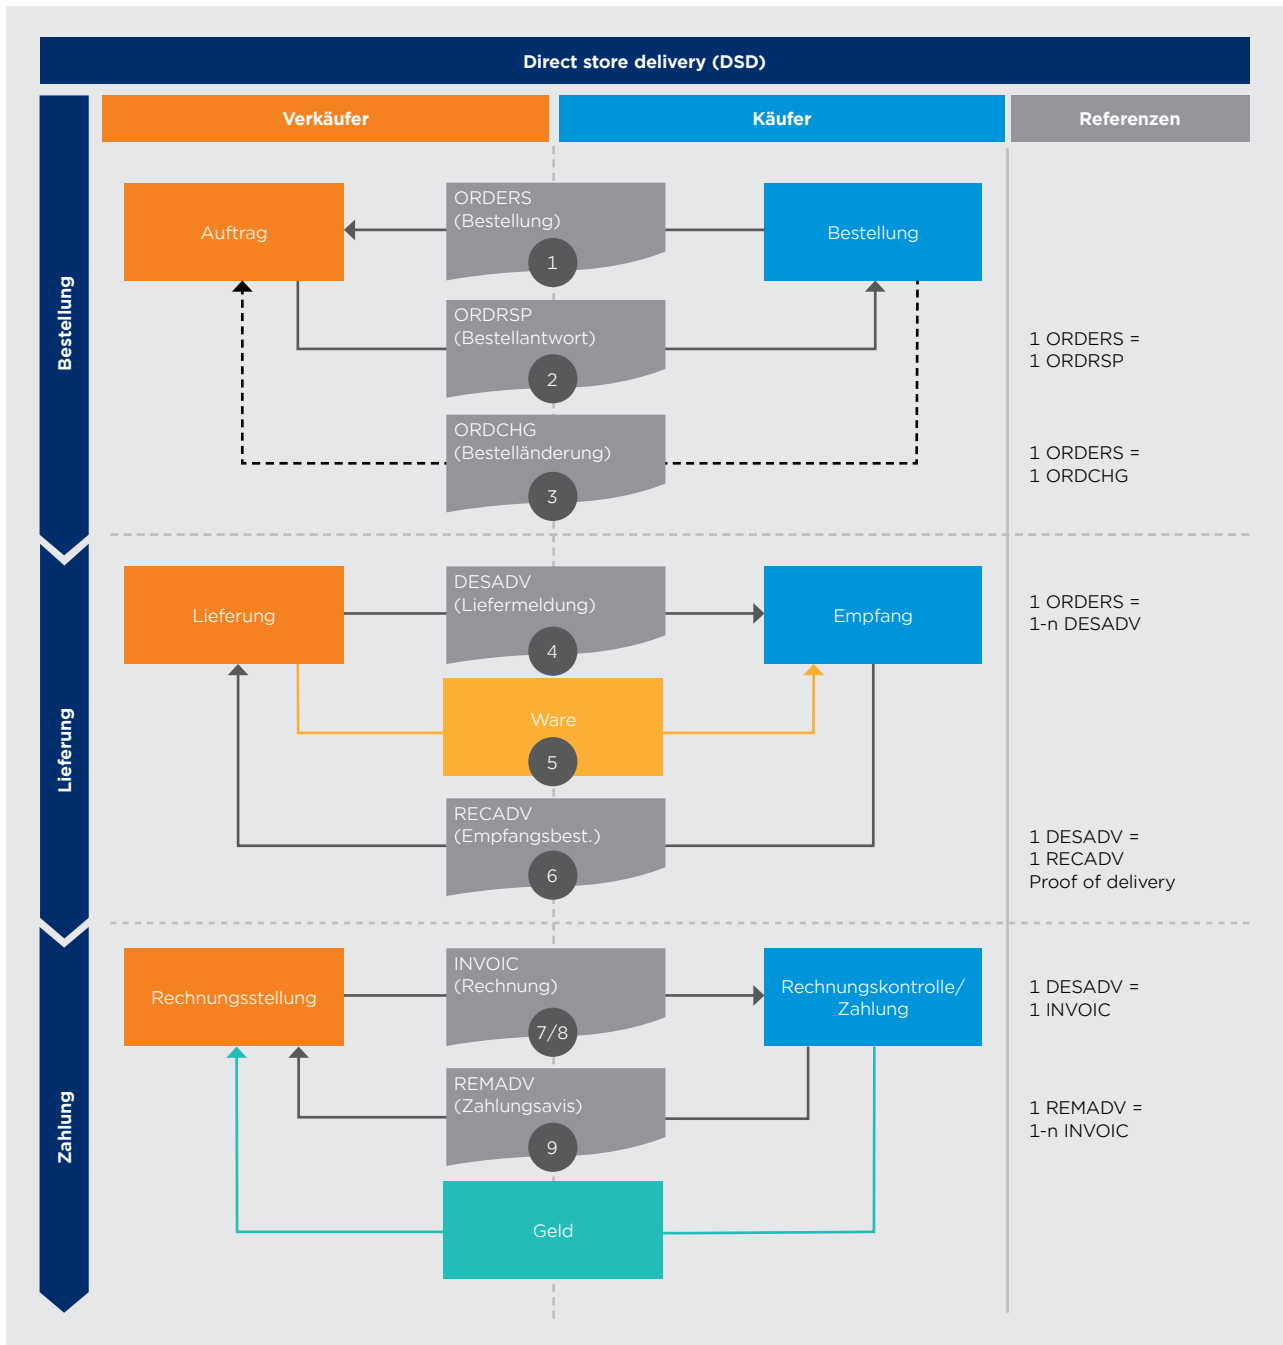 Direct store delivery (DSD)
Verkäufer
Käufer
Referenzen
Bestellung
Auftrag
ORDERS
(Bestellung)
1
Bestellung
ORDRSP
(Bestellantwort)
2
1 ORDERS =
1 ORDRSP
ORDCHG
(Bestelländerung)
3
1 ORDERS =
1 ORDCHG
Lieferung
Lieferung
DESADV
(Liefermeldung)
4
Empfang
1 ORDERS =
1-n DESADV
Ware
5
RECADV
(Empfangsbest.)
6
1 DESADV =
1 RECADV
Proof of delivery
Zahlung
Rechnungsstellung
INVOIC
(Rechnung)
7/8
Rechnungskontrolle/
Zahlung
1 DESADV =
1 INVOIC
REMADV
(Zahlungsavis)
9
1 REMADV =
1-n INVOIC
Geld